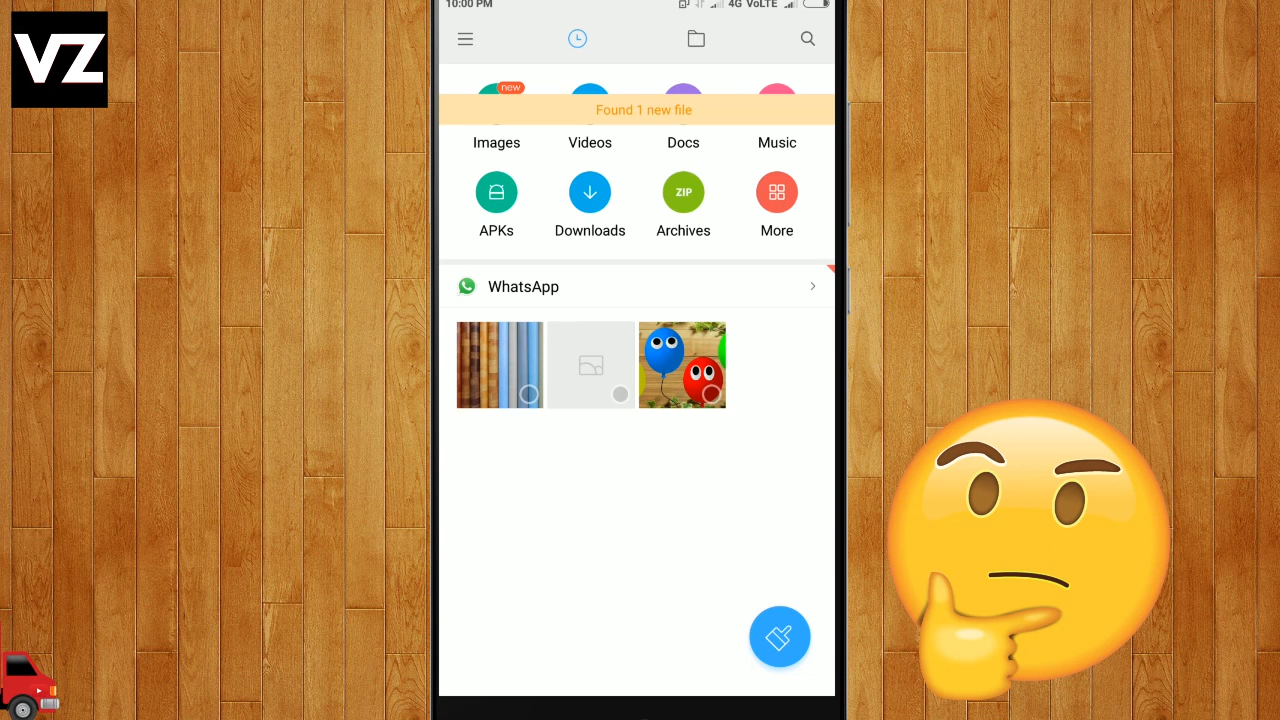 VZ
10:00 PM
4G VoLTE
new
Found 1 new file
Images Videos Docs Music
ZIP
APKs Downloads Archives More
WhatsApp